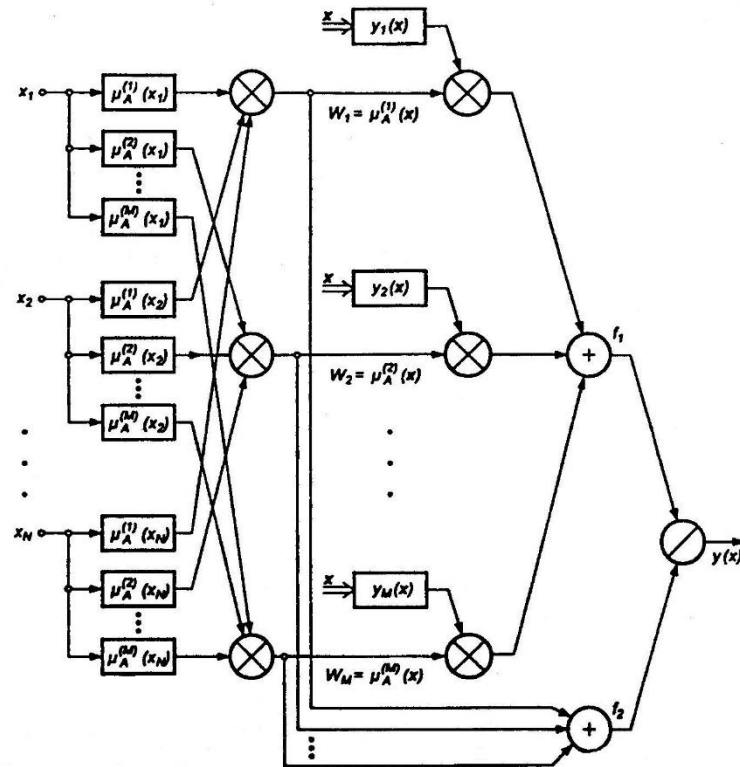 x y₁(x)
x₁ μ_A^(1)(x₁)
W₁ = μ_A^(1)(x)
μ_A^(2)(x₁)
μ_A^(M)(x₁)
x y₂(x)
x₂ μ_A^(1)(x₂)
f₁
μ_A^(2)(x₂)
+
W₂ = μ_A^(2)(x)
μ_A^(M)(x₂)
x_N μ_A^(1)(x_N)
y(x)
μ_A^(2)(x_N)
x y_M(x)
μ_A^(M)(x_N)
W_M = μ_A^(M)(x)
f₂
+